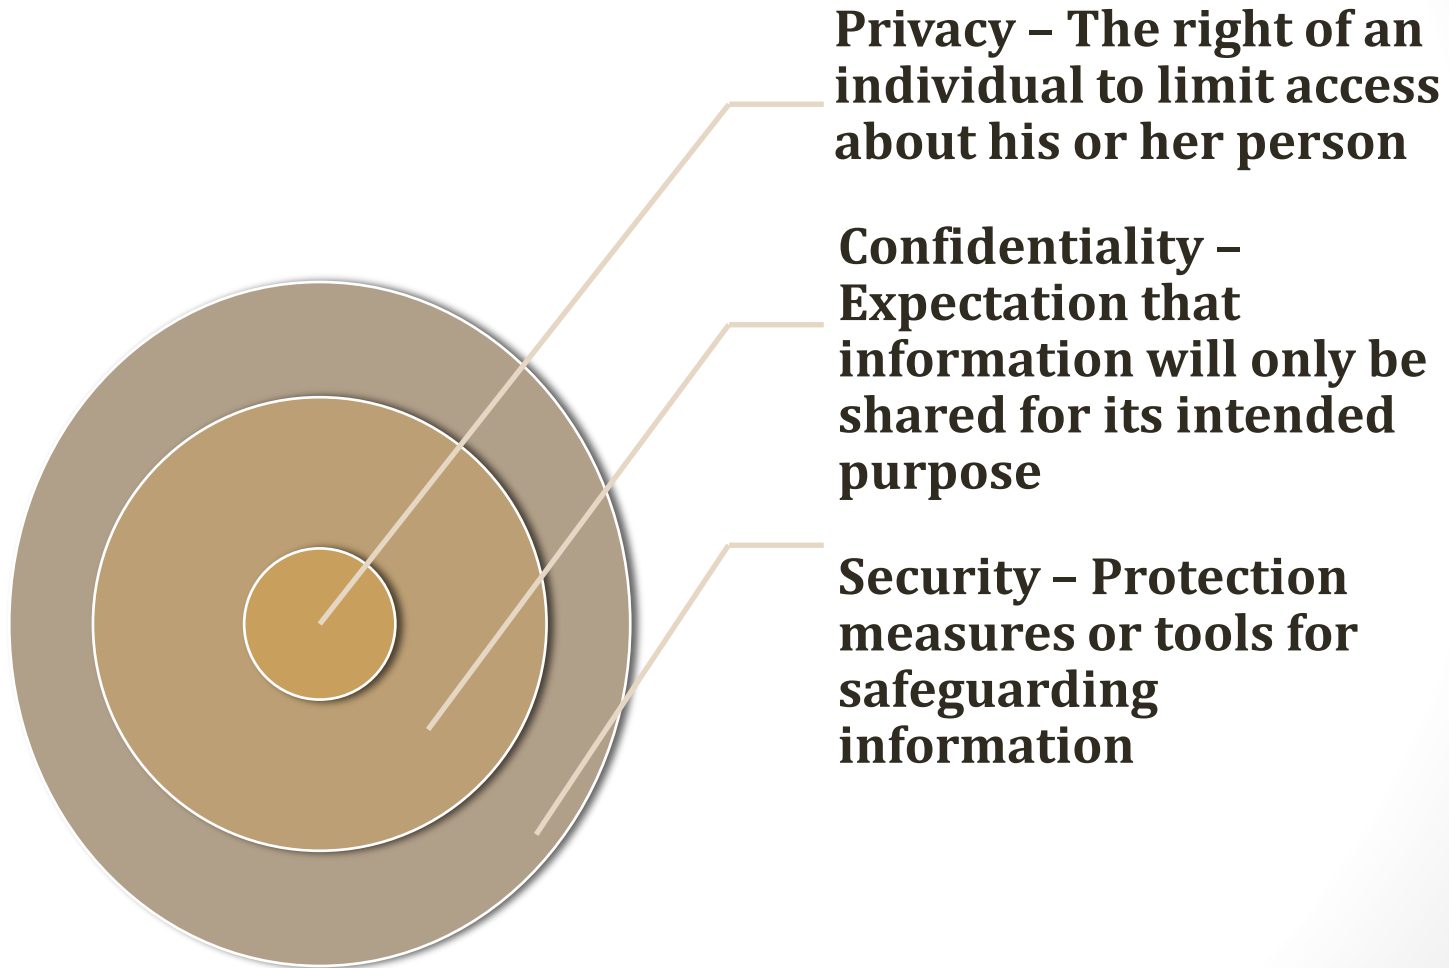 Privacy – The right of an
individual to limit access
about his or her person
Confidentiality –
Expectation that
information will only be
shared for its intended
purpose
Security – Protection
measures or tools for
safeguarding
information